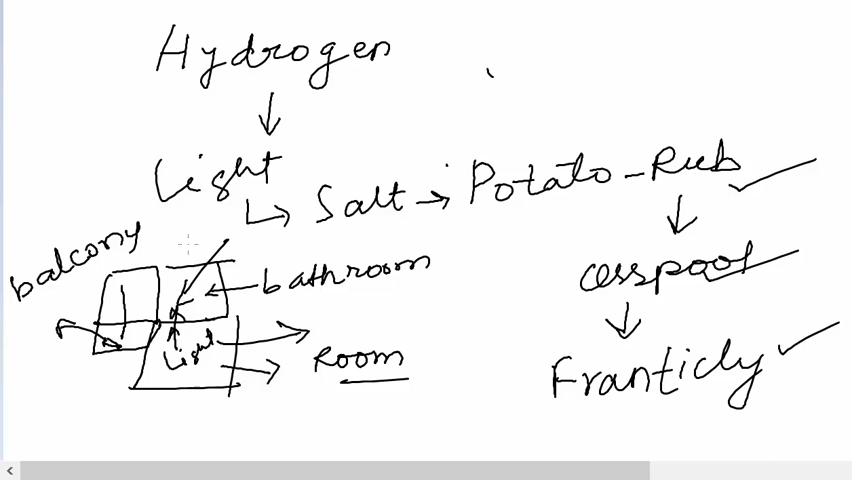 Hydrogen
Light
Salt → Potato-Rub
cesspool
Franticly
balcony
bathroom
Light
Room